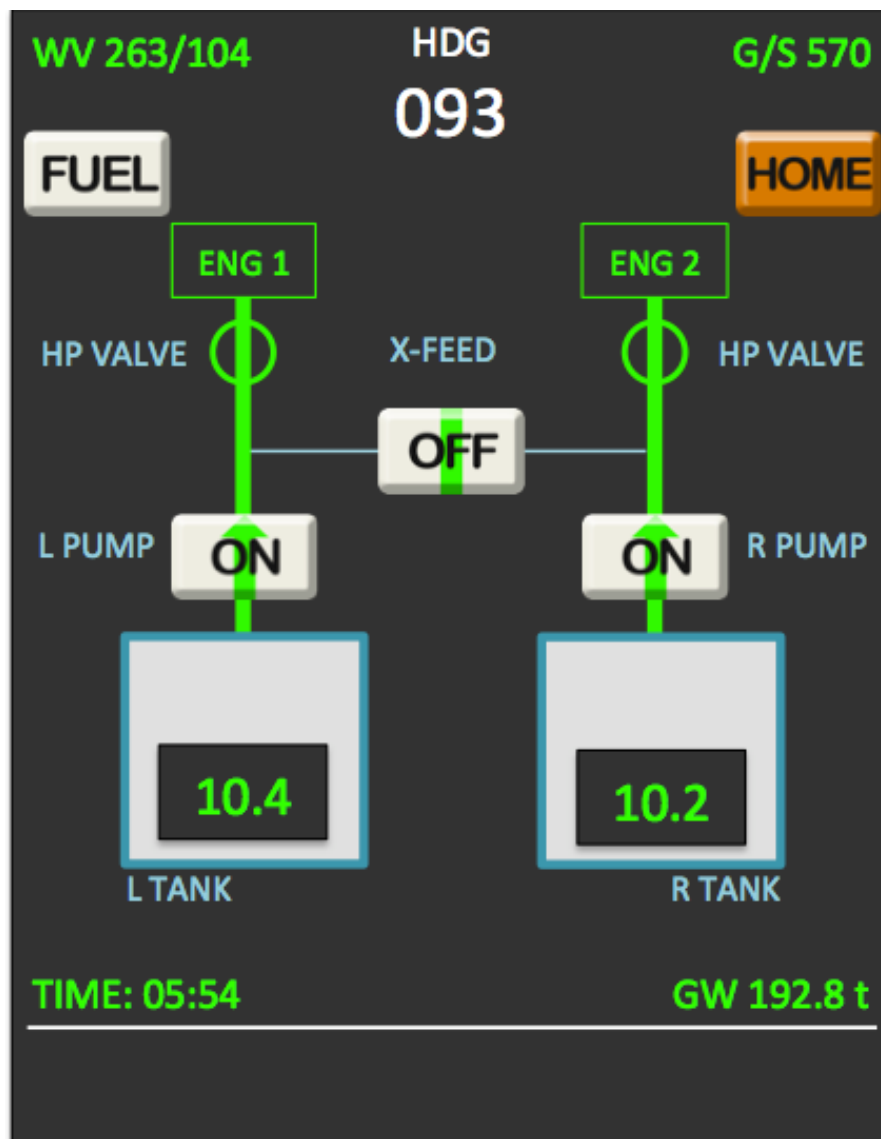 WV 263/104
HDG
G/S 570
093
FUEL
HOME
ENG 1
ENG 2
HP VALVE
X-FEED
HP VALVE
OFF
L PUMP
ON
ON
R PUMP
10.4
10.2
L TANK
R TANK
TIME: 05:54
GW 192.8 t